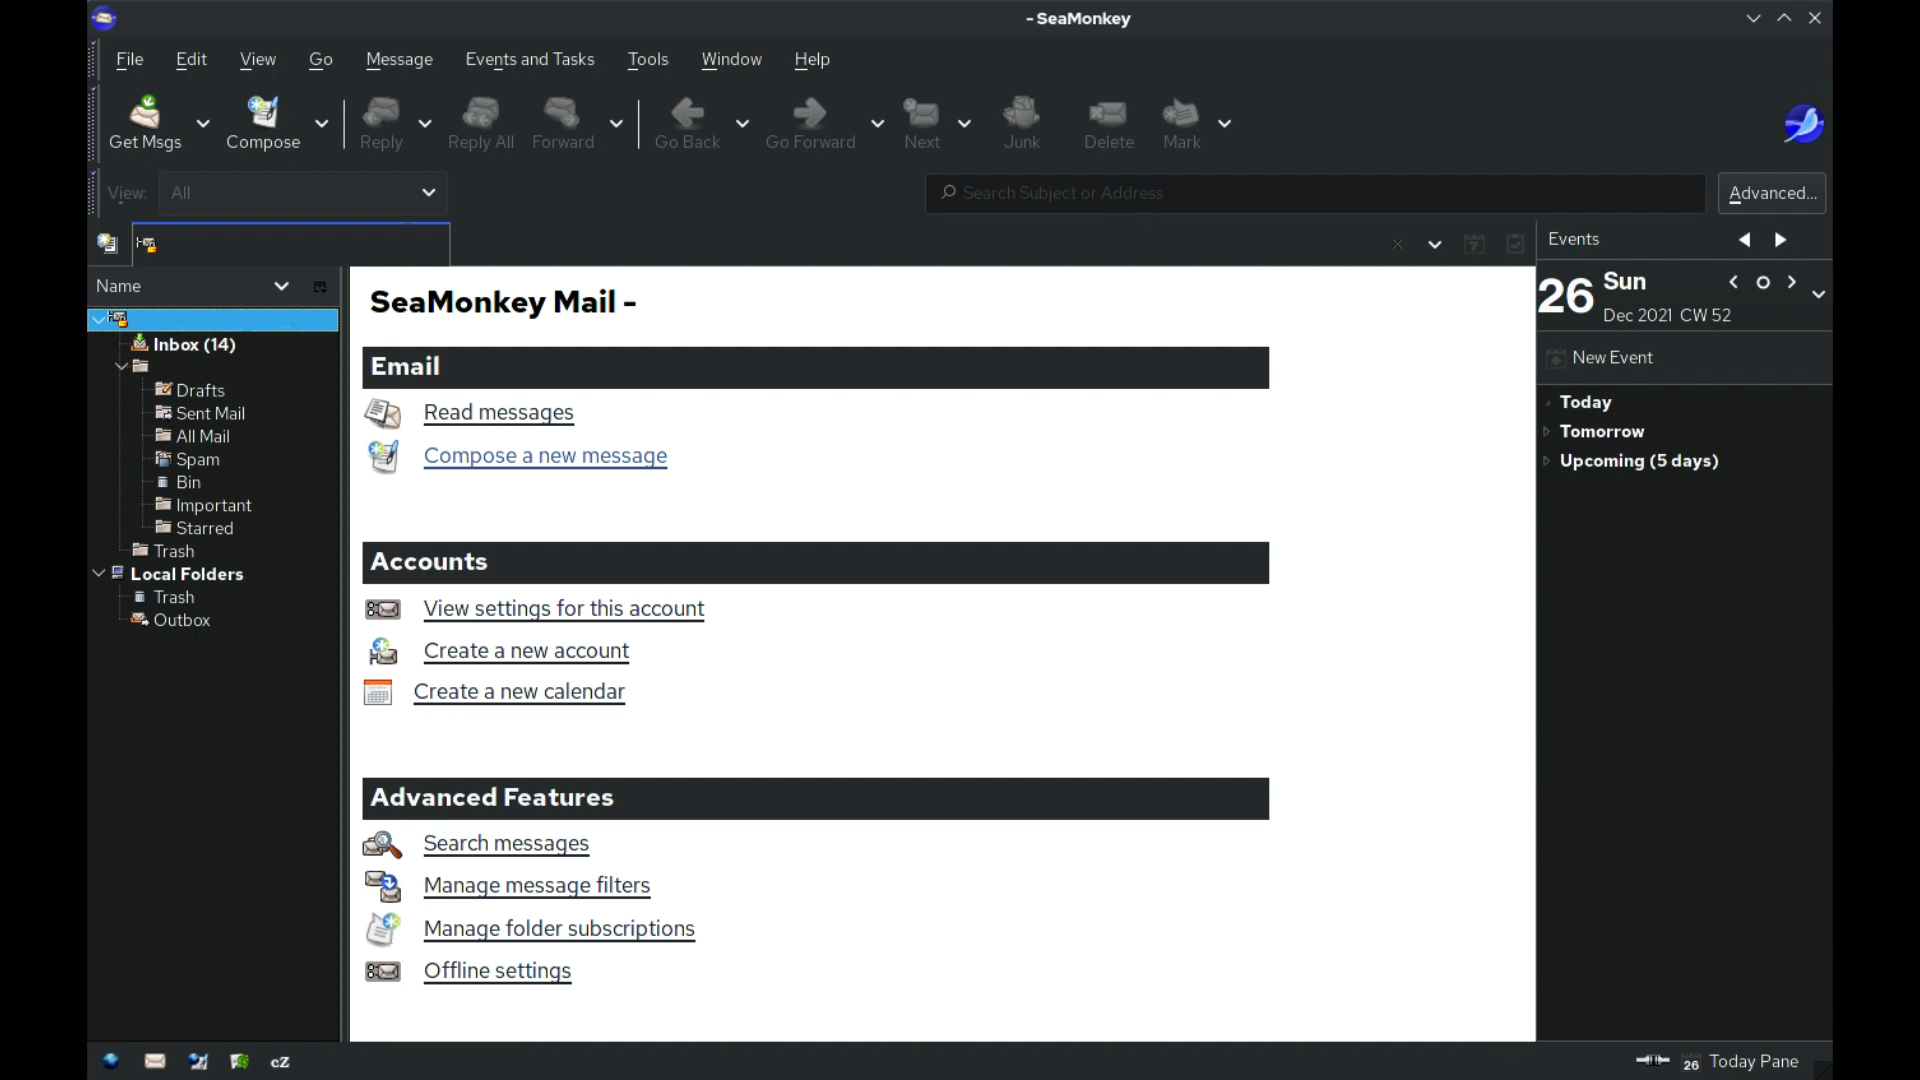 - SeaMonkey
File Edit View Go Message Events and Tasks Tools Window Help
Get Msgs Compose Reply Reply All Forward Go Back Go Forward Next Junk Delete Mark
View: All Search Subject or Address Advanced...
Events
Name
Inbox (14)
Drafts
Sent Mail
All Mail
Spam
Bin
Important
Starred
Trash
Local Folders
Trash
Outbox
SeaMonkey Mail -
Email
Read messages
Compose a new message
Accounts
View settings for this account
Create a new account
Create a new calendar
Advanced Features
Search messages
Manage message filters
Manage folder subscriptions
Offline settings
26 Sun
Dec 2021 CW 52
New Event
Today
Tomorrow
Upcoming (5 days)
cZ
26 Today Pane